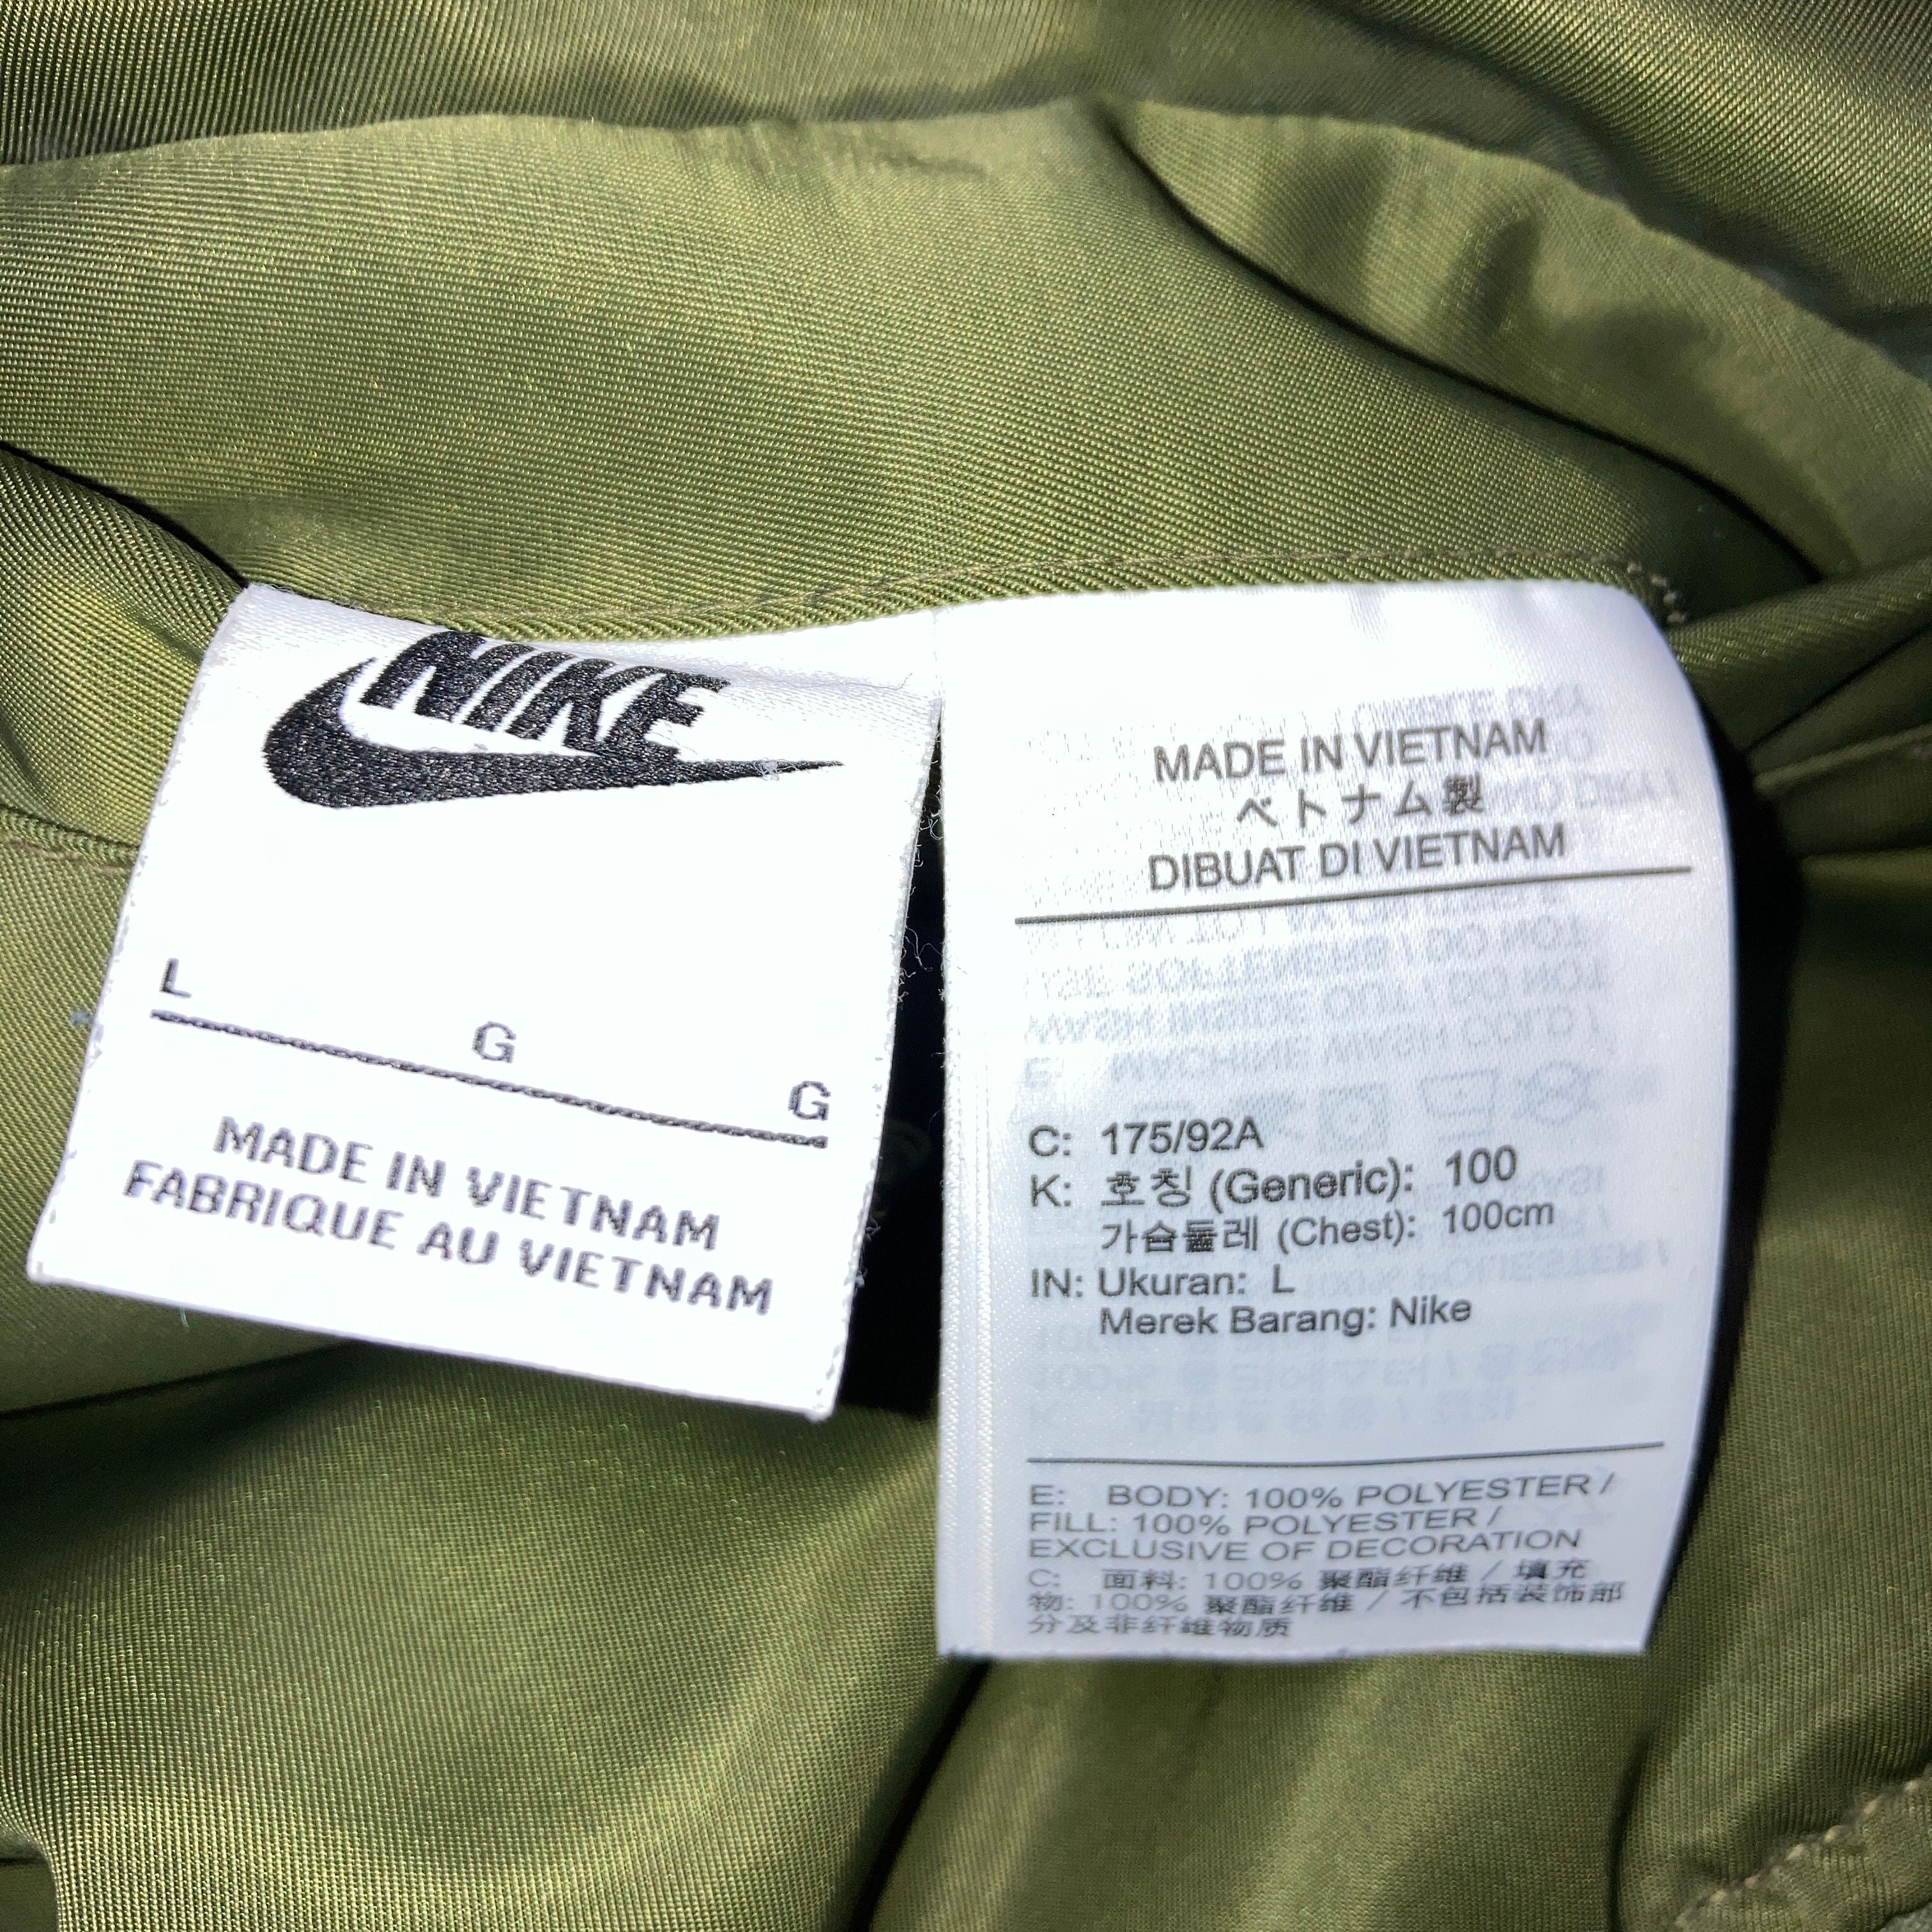 NIKE
L G G
MADE IN VIETNAM
FABRIQUE AU VIETNAM
MADE IN VIETNAM
ベトナム製
DIBUAT DI VIETNAM
C: 175/92A
K: 호칭 (Generic): 100
가슴둘레 (Chest): 100cm
IN: Ukuran: L
Merek Barang: Nike
E: BODY: 100% POLYESTER /
FILL: 100% POLYESTER /
EXCLUSIVE OF DECORATION
C: 面料: 100% 聚酯纤维 / 填充
物: 100% 聚酯纤维 / 不包括装饰部
分及非纤维物质